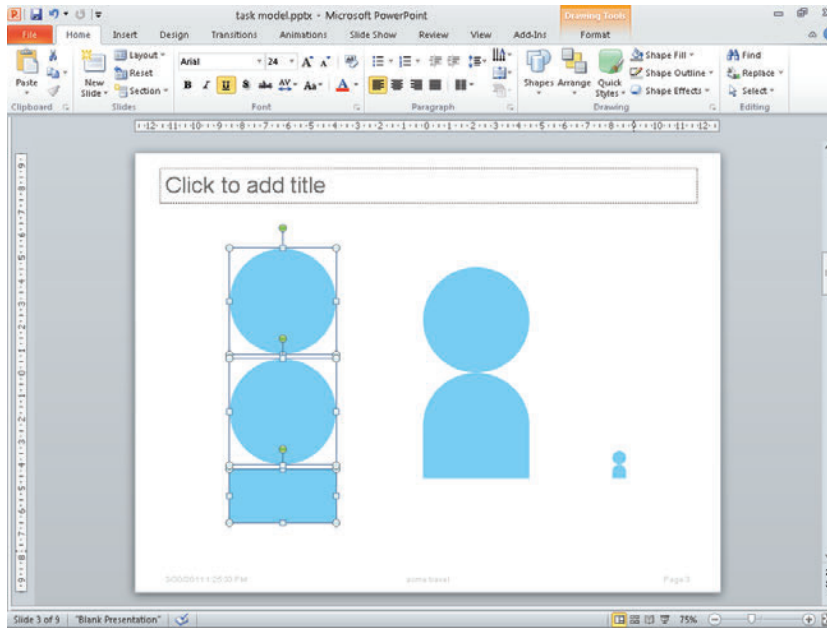 task model.pptx - Microsoft PowerPoint
Drawing Tools
File Home Insert Design Transitions Animations Slide Show Review View Add-Ins Format
Paste
New Slide
Layout
Reset
Section
Arial 24
B I U S abc AV Aa A
Shapes Arrange Quick Styles
Shape Fill
Shape Outline
Shape Effects
Find
Replace
Select
Clipboard Slides Font Paragraph Drawing Editing
Click to add title
Page 3
Slide 3 of 9 "Blank Presentation" 75%